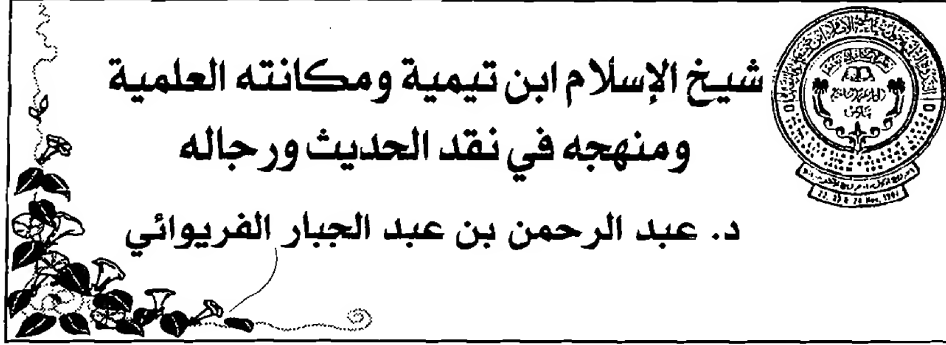 شيخ الإسلام ابن تيمية ومكانته العلمية
ومنهجه في نقد الحديث ورجاله
د. عبد الرحمن بن عبد الجبار الفريوائي